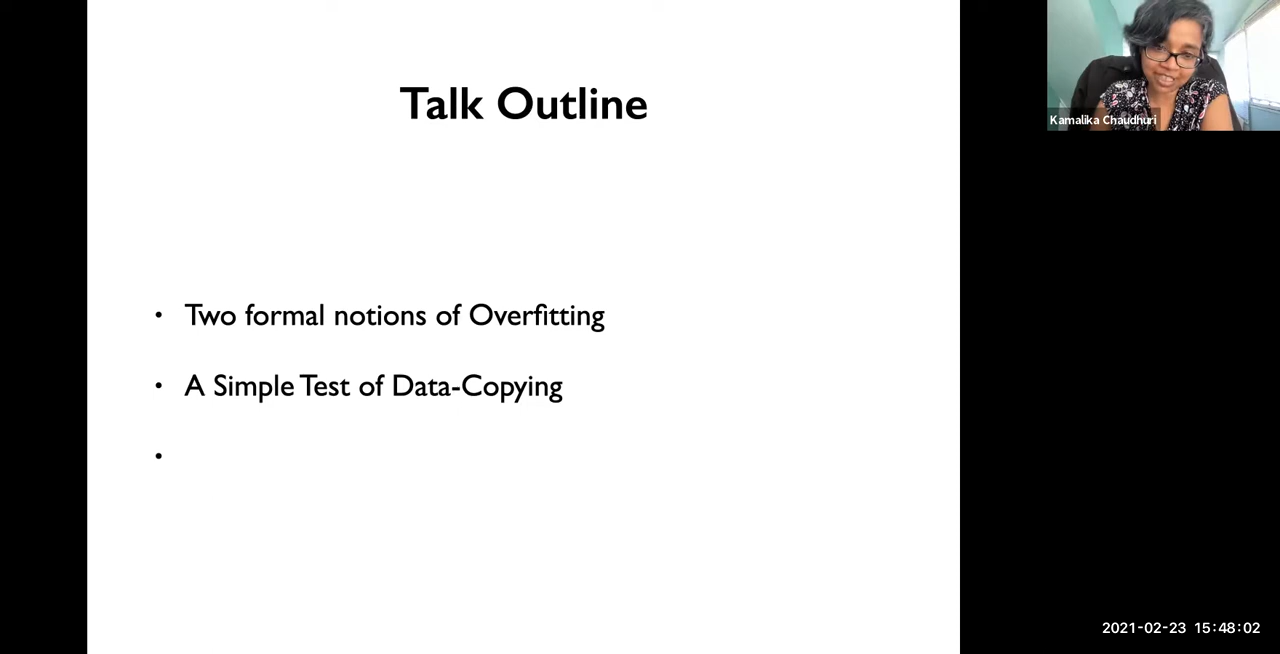 Talk Outline
Kamalika Chaudhuri
• Two formal notions of Overfitting
• A Simple Test of Data-Copying
•
2021-02-23 15:48:02